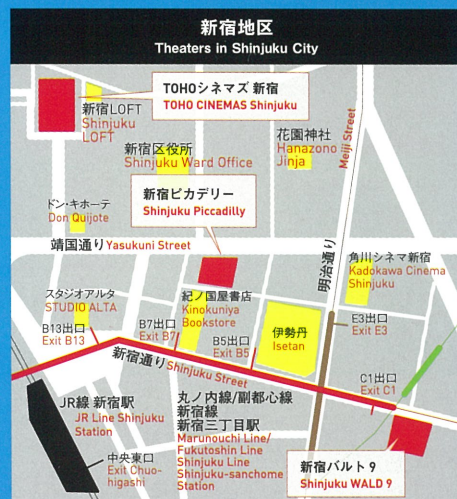 新宿地区
Theaters in Shinjuku City
TOHOシネマズ 新宿
TOHO CINEMAS Shinjuku
新宿LOFT
Shinjuku
LOFT
新宿区役所
Shinjuku Ward Office
花園神社
Hanazono
Jinja
Meiji Street
ドン・キホーテ
Don Quijote
新宿ピカデリー
Shinjuku Piccadilly
靖国通り Yasukuni Street
明治通り
角川シネマ新宿
Kadokawa Cinema
Shinjuku
スタジオアルタ
STUDIO ALTA
B13出口
Exit B13
B7出口
Exit B7
紀ノ国屋書店
Kinokuniya
Bookstore
B5出口
Exit B5
伊勢丹
Isetan
E3出口
Exit E3
新宿通り Shinjuku Street
C1出口
Exit C1
JR線 新宿駅
JR Line Shinjuku
Station
中央東口
Exit Chuo-
higashi
丸ノ内線/副都心線
新宿線
新宿三丁目駅
Marunouchi Line/
Fukutoshin Line
Shinjuku Line
Shinjuku-sanchome
Station
新宿バルト9
Shinjuku WALD 9